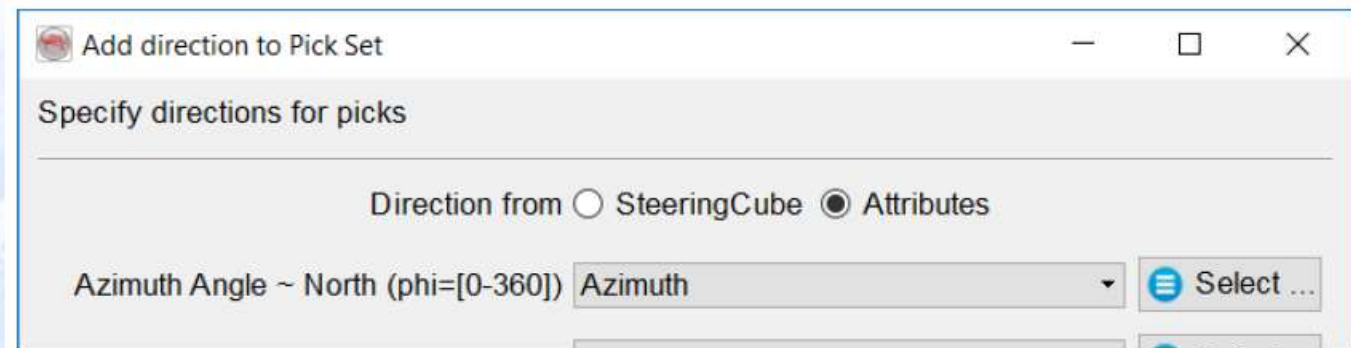 Add direction to Pick Set
Specify directions for picks
Direction from SteeringCube Attributes
Azimuth Angle ~ North (phi=[0-360]) Azimuth Select ...